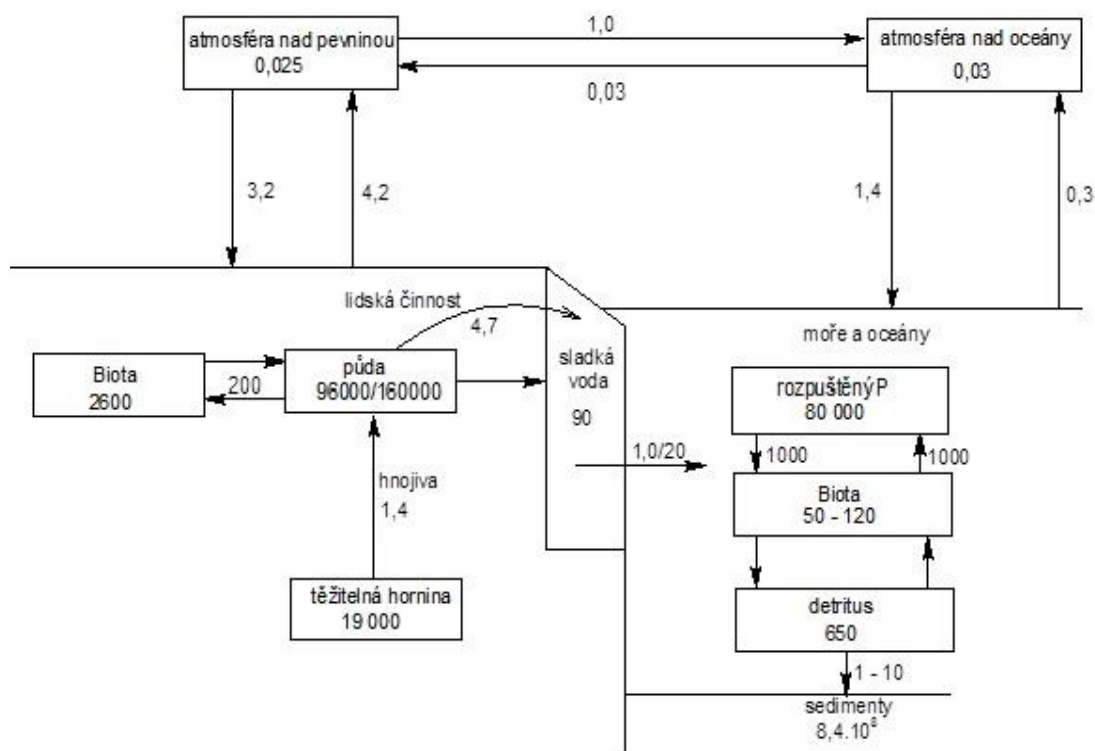 1,0
atmosféra nad pevninou
0,025
atmosféra nad oceány
0,03
0,03
3,2
4,2
1,4
0,3
lidská činnost
4,7
moře a oceány
sladká
voda
90
Biota
2600
200
půda
96000/160000
rozpuštěný P
80 000
1,0/20
1000
1000
hnojiva
1,4
Biota
50 - 120
těžitelná hornina
19 000
detritus
650
1 - 10
sedimenty
8,4.10⁸